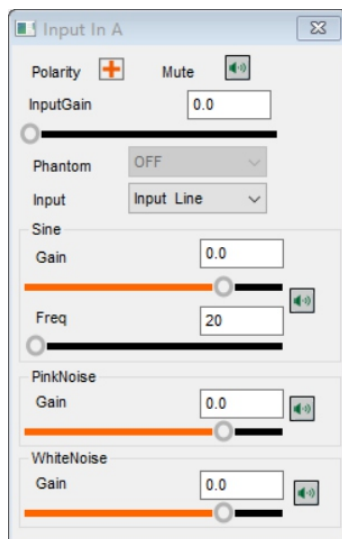 Input In A
Polarity Mute
InputGain 0.0
Phantom OFF
Input Input Line
Sine
Gain 0.0
Freq 20
PinkNoise
Gain 0.0
WhiteNoise
Gain 0.0